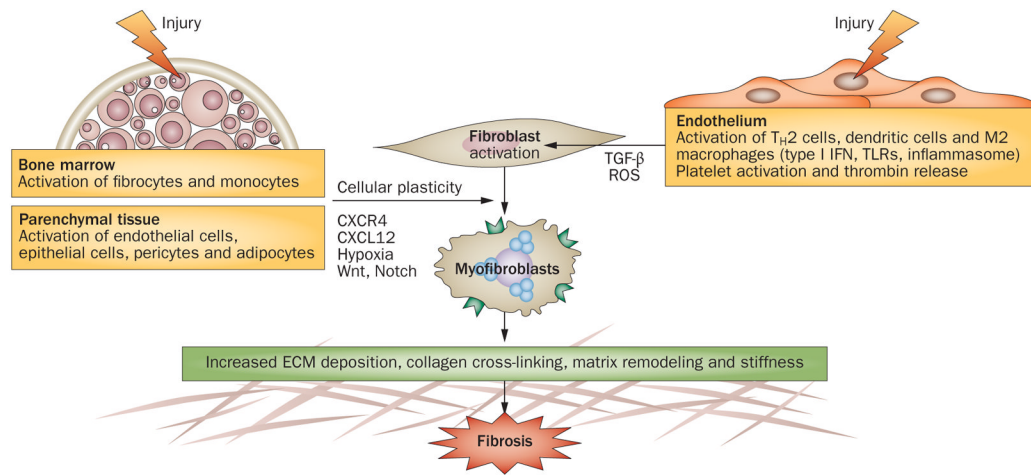 Injury
Injury
Bone marrow
Activation of fibrocytes and monocytes
Parenchymal tissue
Activation of endothelial cells,
epithelial cells, pericytes and adipocytes
Cellular plasticity
CXCR4
CXCL12
Hypoxia
Wnt, Notch
Fibroblast
activation
TGF-β
ROS
Endothelium
Activation of TH2 cells, dendritic cells and M2
macrophages (type I IFN, TLRs, inflammasome)
Platelet activation and thrombin release
Myofibroblasts
Increased ECM deposition, collagen cross-linking, matrix remodeling and stiffness
Fibrosis